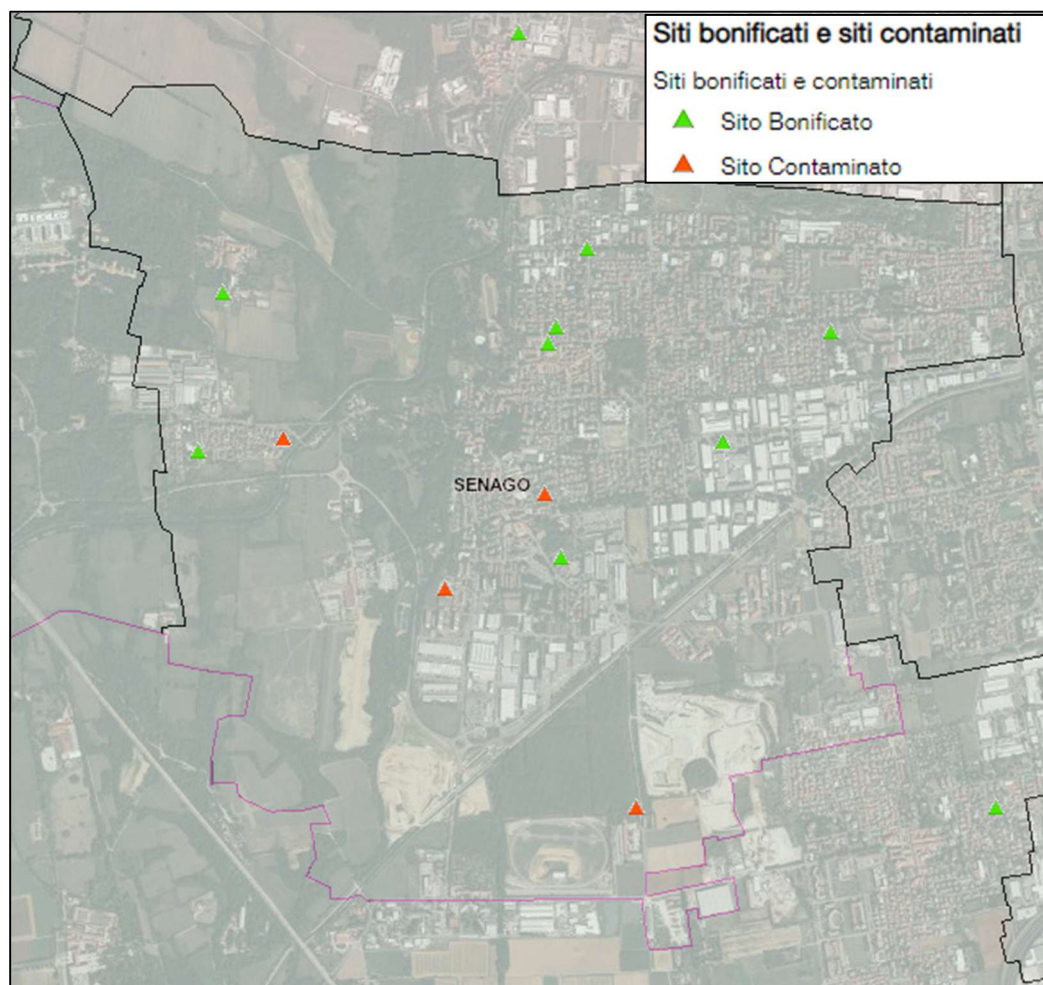 Siti bonificati e siti contaminati
Siti bonificati e contaminati
Sito Bonificato
Sito Contaminato
SENAGO